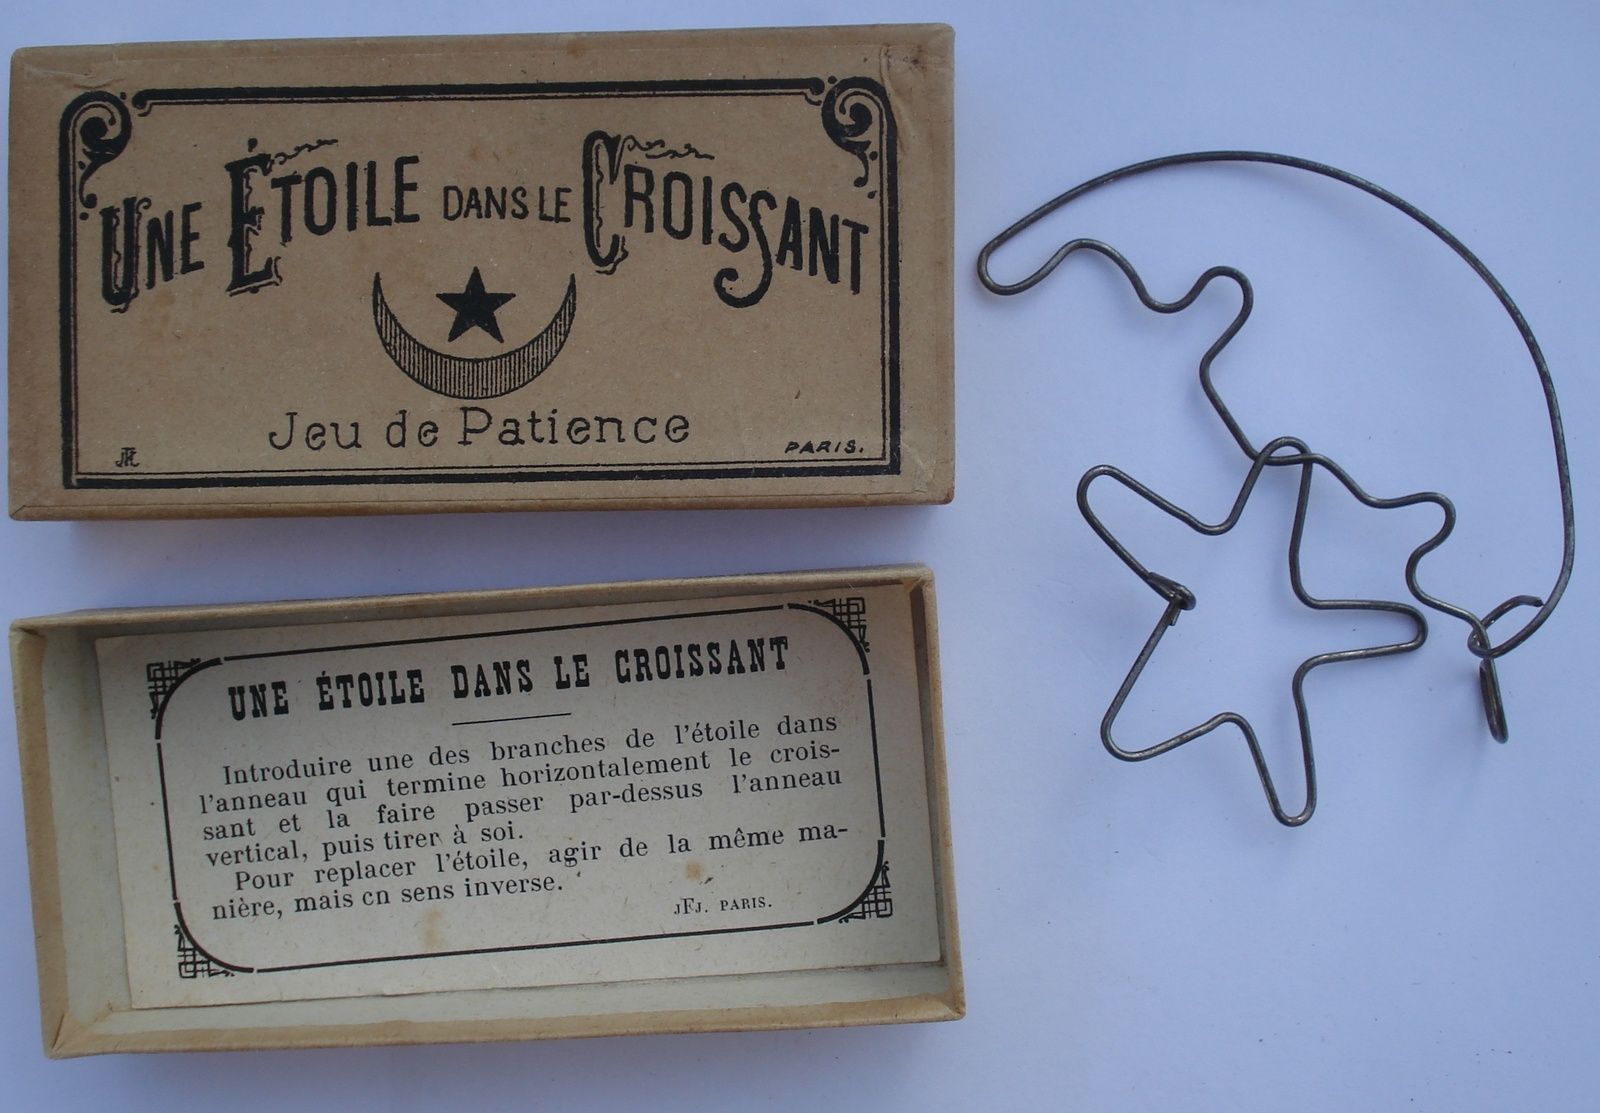 UNE ÉTOILE DANS LE CROISSANT
Jeu de Patience
PARIS.
UNE ÉTOILE DANS LE CROISSANT
Introduire une des branches de l'étoile dans
l'anneau qui termine horizontalement le crois-
sant et la faire passer par-dessus l'anneau
vertical, puis tirer à soi.
Pour replacer l'étoile, agir de la même ma-
nière, mais cn sens inverse.
JFJ. PARIS.